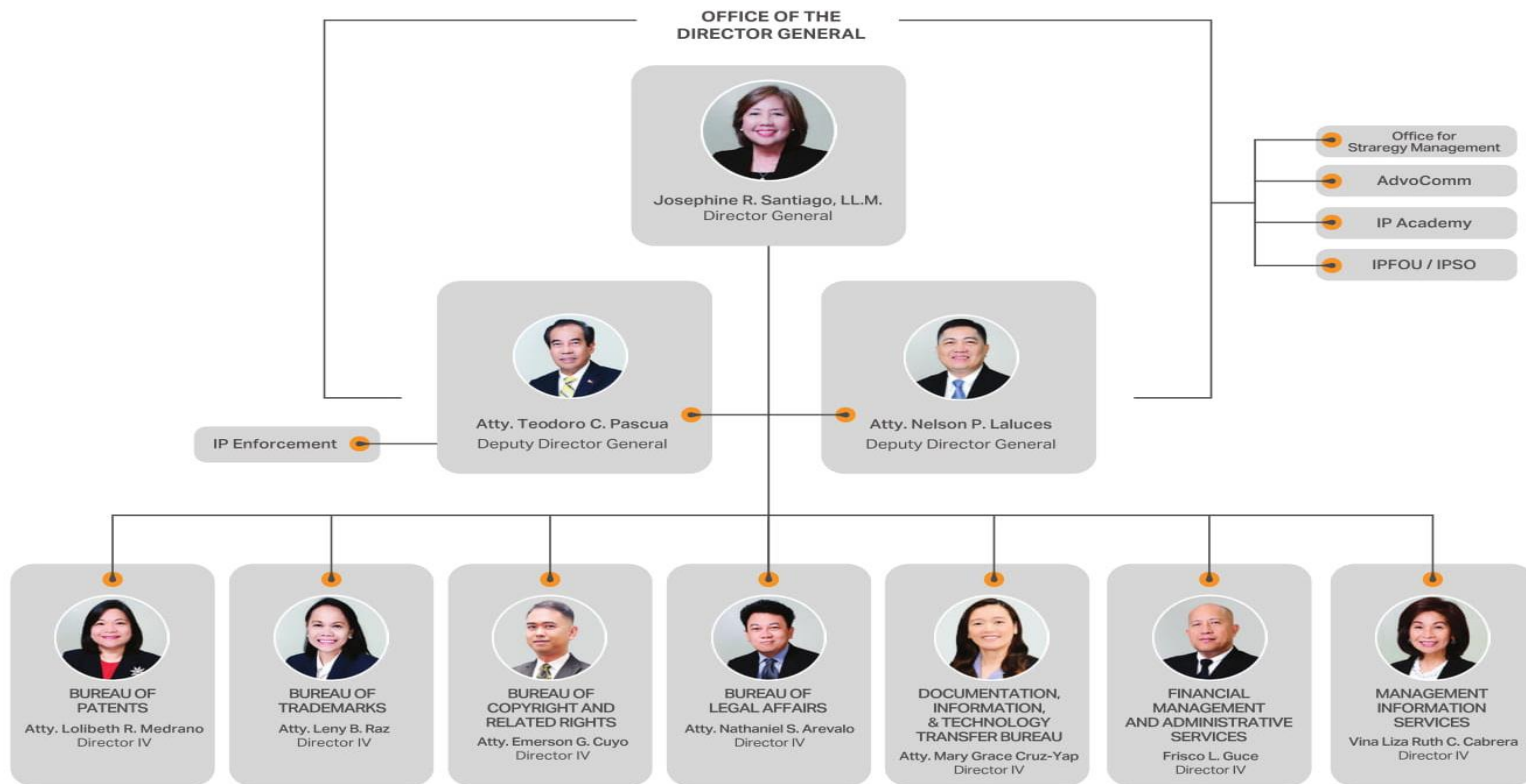 OFFICE OF THE
DIRECTOR GENERAL
Josephine R. Santiago, LL.M.
Director General
Office for
Straregy Management
AdvoComm
IP Academy
IPFOU / IPSO
Atty. Teodoro C. Pascua
Deputy Director General
Atty. Nelson P. Laluces
Deputy Director General
IP Enforcement
BUREAU OF
PATENTS
Atty. Lolibeth R. Medrano
Director IV
BUREAU OF
TRADEMARKS
Atty. Leny B. Raz
Director IV
BUREAU OF
COPYRIGHT AND
RELATED RIGHTS
Atty. Emerson G. Cuyo
Director IV
BUREAU OF
LEGAL AFFAIRS
Atty. Nathaniel S. Arevalo
Director IV
DOCUMENTATION,
INFORMATION,
& TECHNOLOGY
TRANSFER BUREAU
Atty. Mary Grace Cruz-Yap
Director IV
FINANCIAL
MANAGEMENT
AND ADMINISTRATIVE
SERVICES
Frisco L. Guce
Director IV
MANAGEMENT
INFORMATION
SERVICES
Vina Liza Ruth C. Cabrera
Director IV